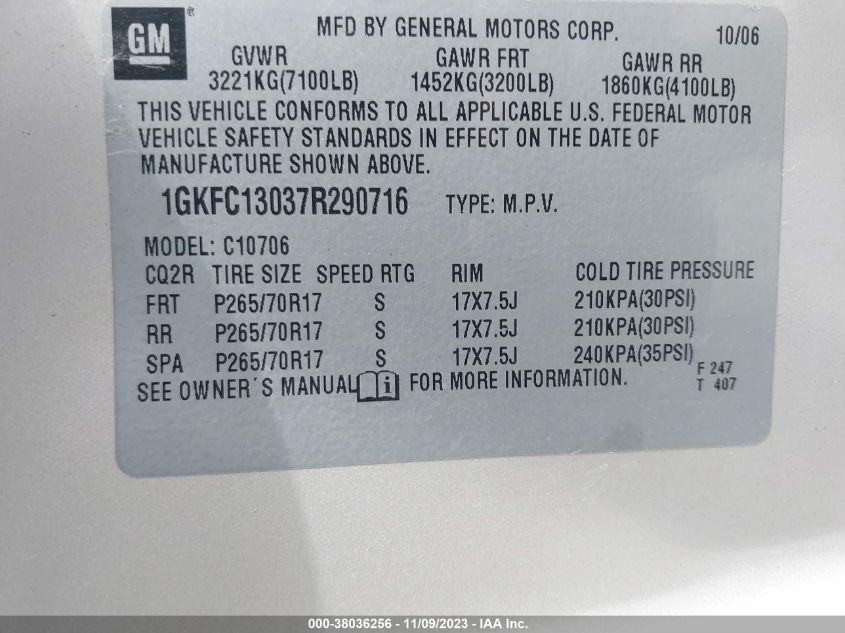 GM
MFD BY GENERAL MOTORS CORP. 10/06
GVWR GAWR FRT GAWR RR
3221KG(7100LB) 1452KG(3200LB) 1860KG(4100LB)
THIS VEHICLE CONFORMS TO ALL APPLICABLE U.S. FEDERAL MOTOR
VEHICLE SAFETY STANDARDS IN EFFECT ON THE DATE OF
MANUFACTURE SHOWN ABOVE.
1GKFC13037R290716 TYPE: M.P.V.
MODEL: C10706
CQ2R TIRE SIZE SPEED RTG RIM COLD TIRE PRESSURE
FRT P265/70R17 S 17X7.5J 210KPA(30PSI)
RR P265/70R17 S 17X7.5J 210KPA(30PSI)
SPA P265/70R17 S 17X7.5J 240KPA(35PSI)
F 247
SEE OWNER´S MANUAL i FOR MORE INFORMATION.
T 407
000-38036256 - 11/09/2023 - IAA Inc.